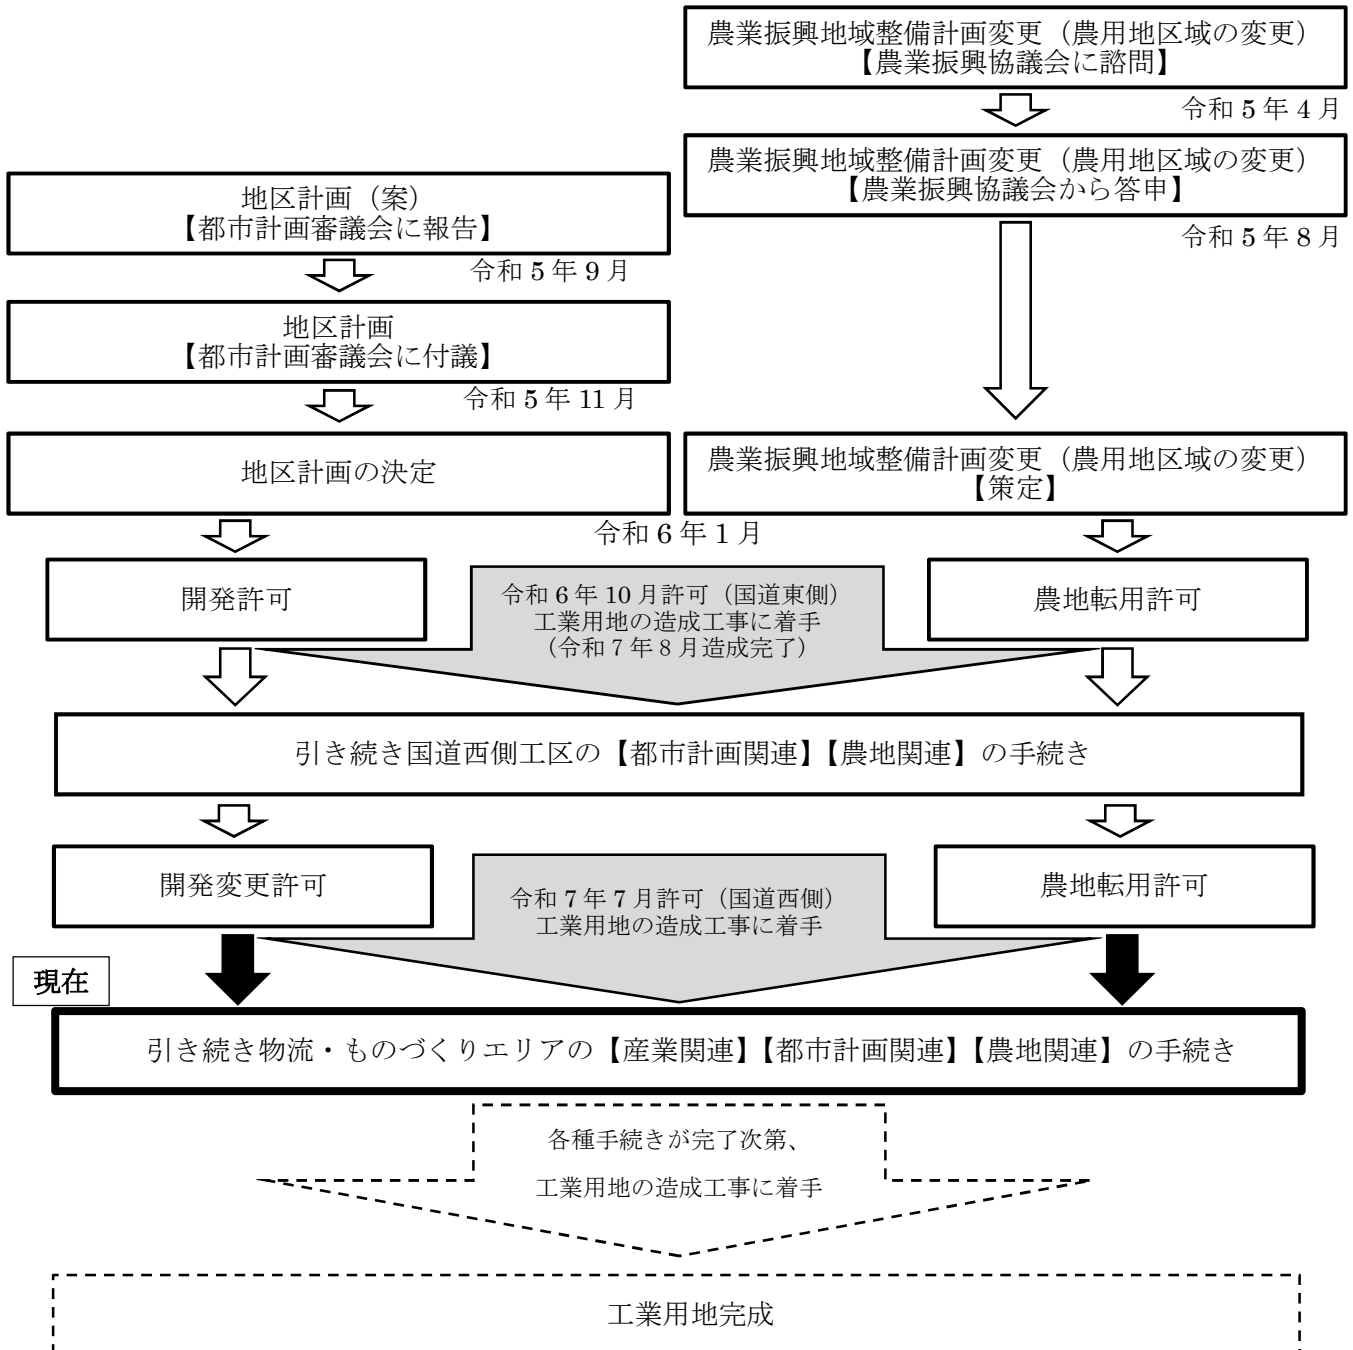 農業振興地域整備計画変更（農用地区域の変更）
【農業振興協議会に諮問】
令和 5 年 4 月
農業振興地域整備計画変更（農用地区域の変更）
【農業振興協議会から答申】
令和 5 年 8 月
地区計画（案）
【都市計画審議会に報告】
令和 5 年 9 月
地区計画
【都市計画審議会に付議】
令和 5 年 11 月
地区計画の決定
農業振興地域整備計画変更（農用地区域の変更）
【策定】
令和 6 年 1 月
開発許可
令和 6 年 10 月許可（国道東側）
工業用地の造成工事に着手
（令和 7 年 8 月造成完了）
農地転用許可
引き続き国道西側工区の【都市計画関連】【農地関連】の手続き
開発変更許可
令和 7 年 7 月許可（国道西側）
工業用地の造成工事に着手
農地転用許可
現在
引き続き物流・ものづくりエリアの【産業関連】【都市計画関連】【農地関連】の手続き
各種手続きが完了次第、
工業用地の造成工事に着手
工業用地完成